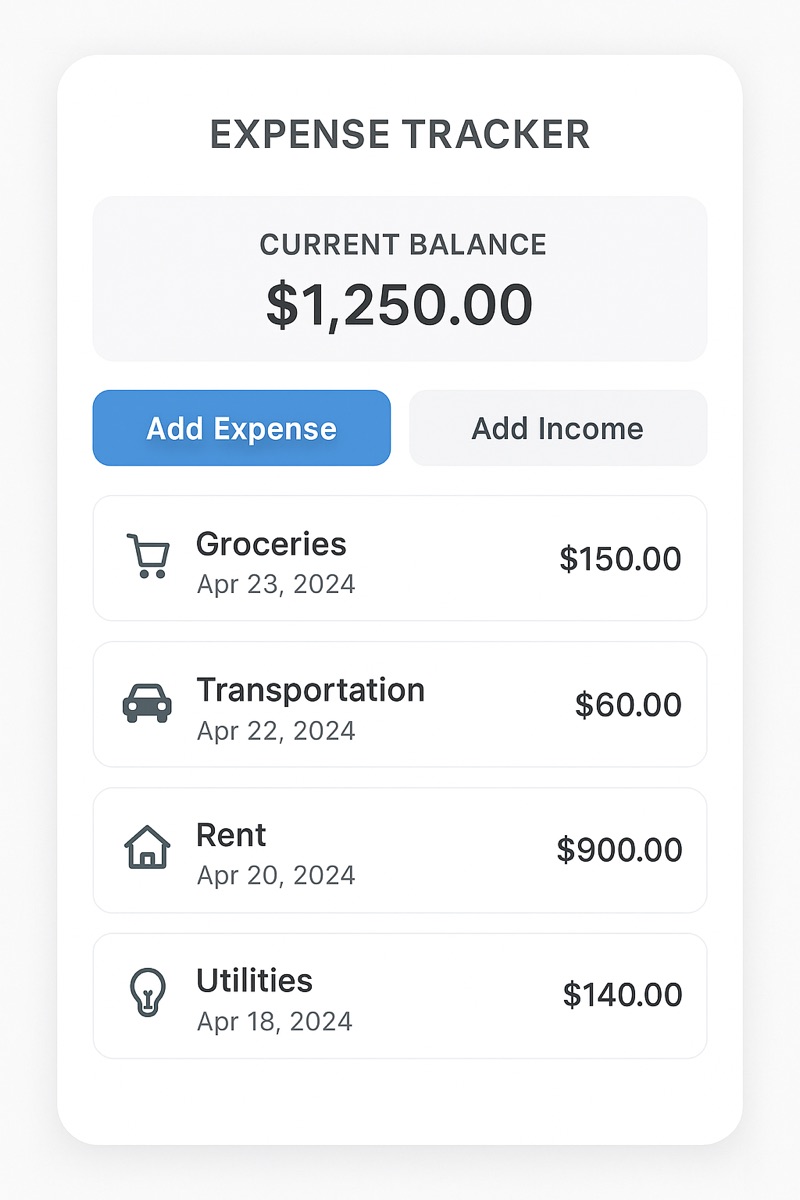 EXPENSE TRACKER
CURRENT BALANCE
$1,250.00
Add Expense
Add Income
Groceries
Apr 23, 2024
$150.00
Transportation
Apr 22, 2024
$60.00
Rent
Apr 20, 2024
$900.00
Utilities
Apr 18, 2024
$140.00